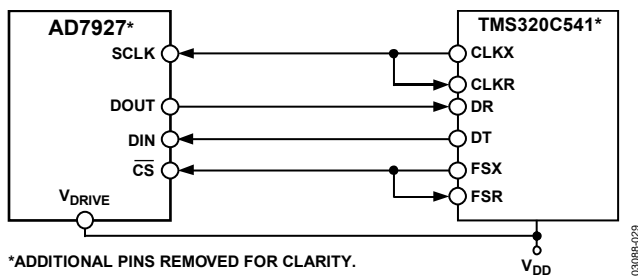 AD7927*
TMS320C541*
SCLK
CLKX
CLKR
DOUT
DR
DIN
DT
CS
FSX
FSR
VDRIVE
VDD
*ADDITIONAL PINS REMOVED FOR CLARITY.
03088-029